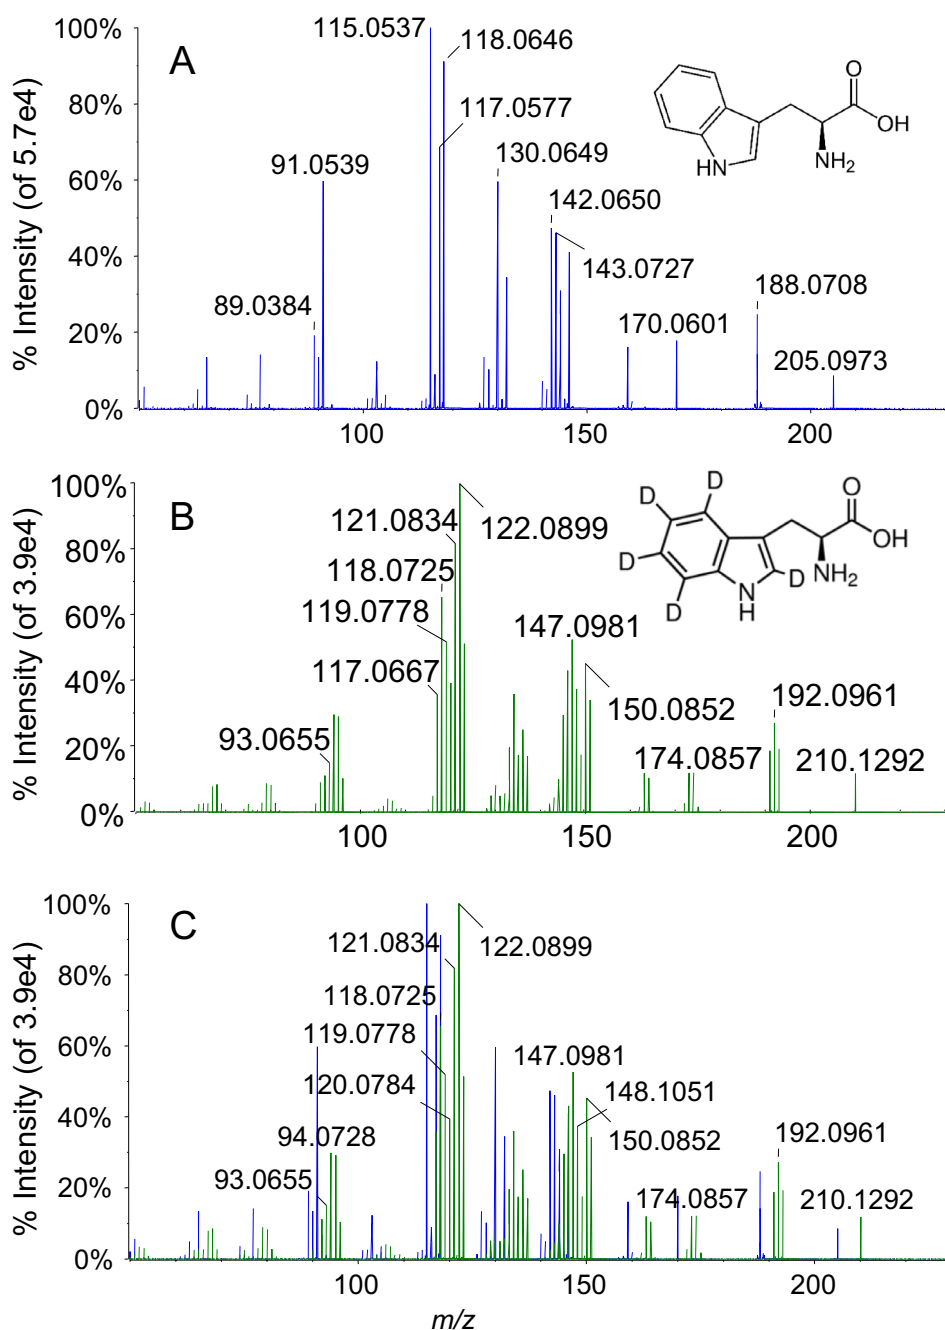 A
% Intensity (of 5.7e4)
100%
80%
60%
40%
20%
0%
115.0537
118.0646
117.0577
91.0539
130.0649
142.0650
143.0727
89.0384
188.0708
170.0601
205.0973
O
OH
NH2
HN
100
150
200
B
% Intensity (of 3.9e4)
100%
80%
60%
40%
20%
0%
121.0834
122.0899
118.0725
119.0778
147.0981
117.0667
150.0852
192.0961
93.0655
174.0857
210.1292
D
D
D
D
D
O
OH
NH2
N
H
100
150
200
C
% Intensity (of 3.9e4)
100%
80%
60%
40%
20%
0%
121.0834
122.0899
118.0725
119.0778
147.0981
120.0784
148.1051
94.0728
150.0852
192.0961
93.0655
174.0857
210.1292
100
150
200
m/z